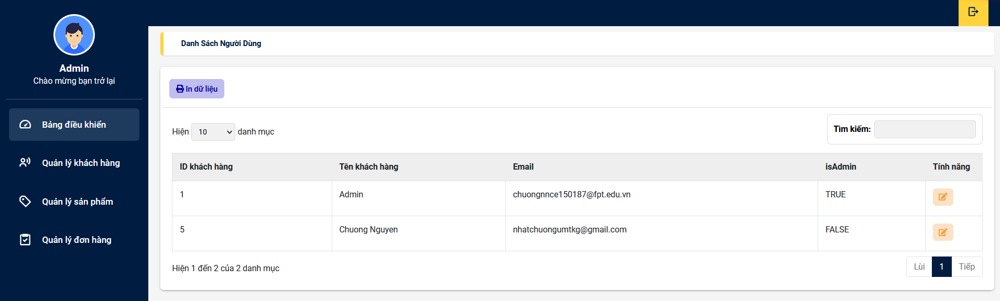 Admin
Chào mừng bạn trở lại
Bảng điều khiển
Quản lý khách hàng
Quản lý sản phẩm
Quản lý đơn hàng
Danh Sách Người Dùng
In dữ liệu
Hiện 10 danh mục
Tìm kiếm:
ID khách hàng Tên khách hàng Email isAdmin Tính năng
1 Admin chuongnnce150187@fpt.edu.vn TRUE
5 Chuong Nguyen nhatchuongumtkg@gmail.com FALSE
Hiện 1 đến 2 của 2 danh mục
Lùi 1 Tiếp